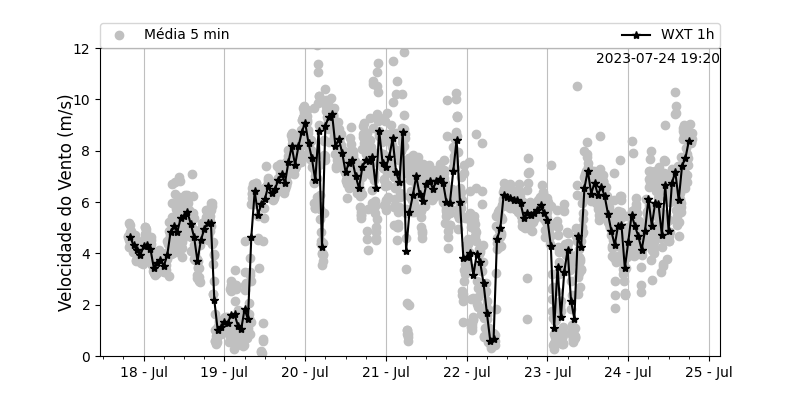 Média 5 min
WXT 1h
2023-07-24 19:20
Velocidade do Vento (m/s)
12
10
8
6
4
2
0
18 - Jul
19 - Jul
20 - Jul
21 - Jul
22 - Jul
23 - Jul
24 - Jul
25 - Jul